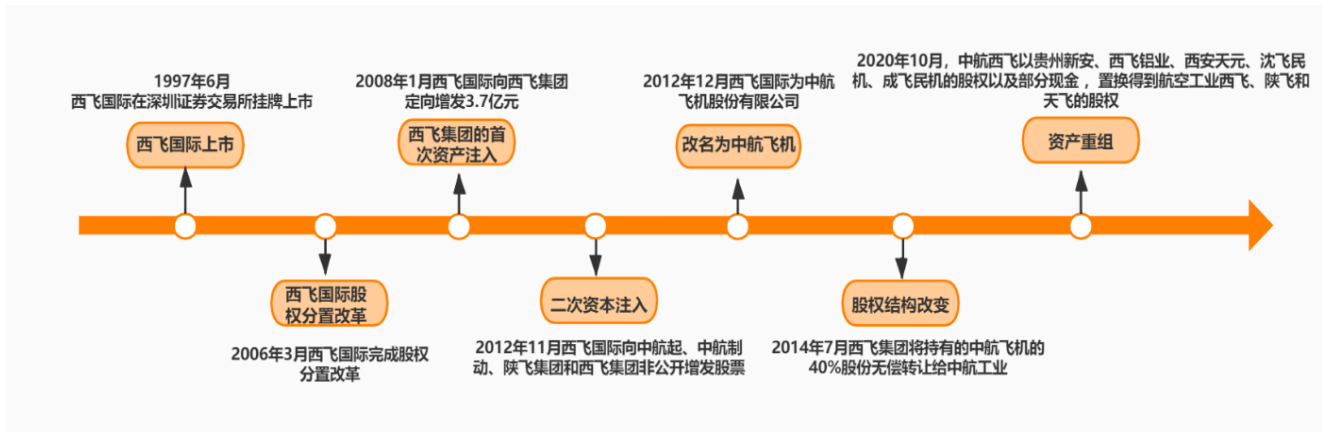 1997年6月
西飞国际在深圳证券交易所挂牌上市
西飞国际上市
西飞国际股
权分置改革
2006年3月西飞国际完成股权
分置改革
2008年1月西飞国际向西飞集团
定向增发3.7亿元
西飞集团的首
次资产注入
二次资本注入
2012年11月西飞国际向中航起、中航制
动、陕飞集团和西飞集团非公开增发股票
2012年12月西飞国际为中航
飞机股份有限公司
改名为中航飞机
股权结构改变
2014年7月西飞集团将持有的中航飞机的
40%股份无偿转让给中航工业
2020年10月，中航西飞以贵州新安、西飞铝业、西安天元、沈飞民
机、成飞民机的股权以及部分现金 ，置换得到航空工业西飞、陕飞和
天飞的股权
资产重组